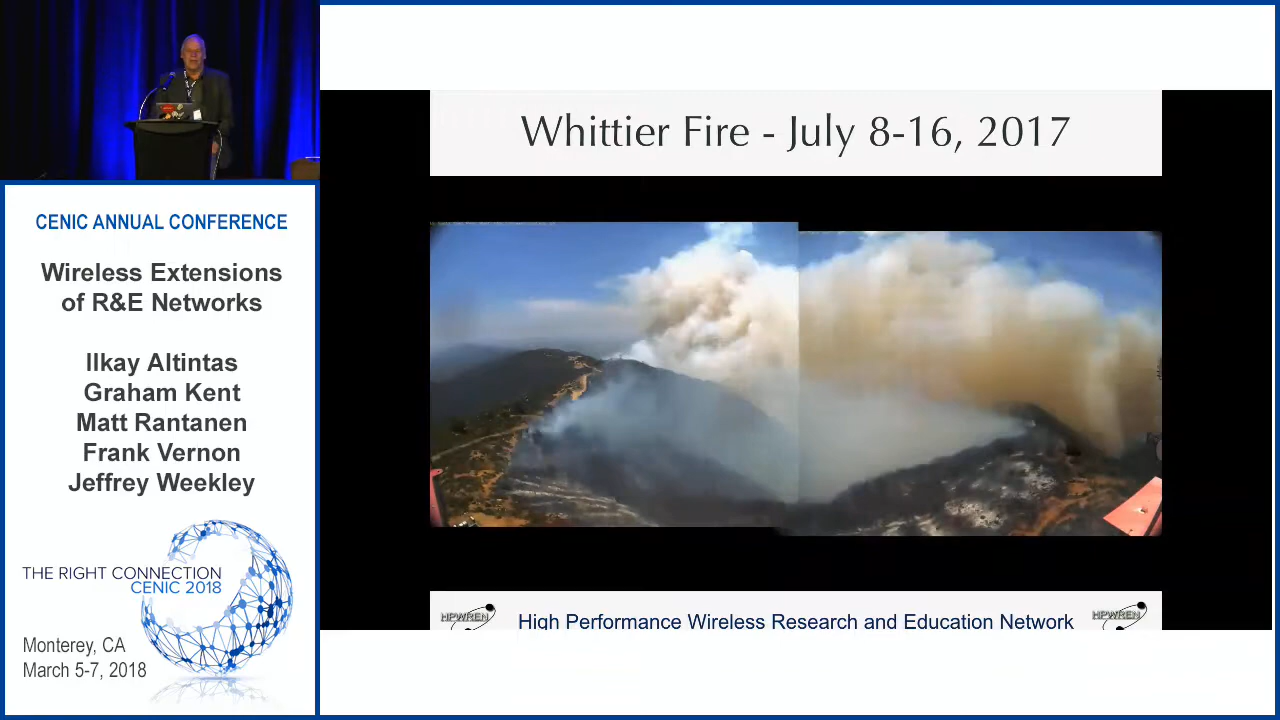 CENIC ANNUAL CONFERENCE
Wireless Extensions
of R&E Networks
Ilkay Altintas
Graham Kent
Matt Rantanen
Frank Vernon
Jeffrey Weekley
THE RIGHT CONNECTION
CENIC 2018
Monterey, CA
March 5-7, 2018
Whittier Fire - July 8-16, 2017
HPWREN
High Performance Wireless Research and Education Network
HPWREN